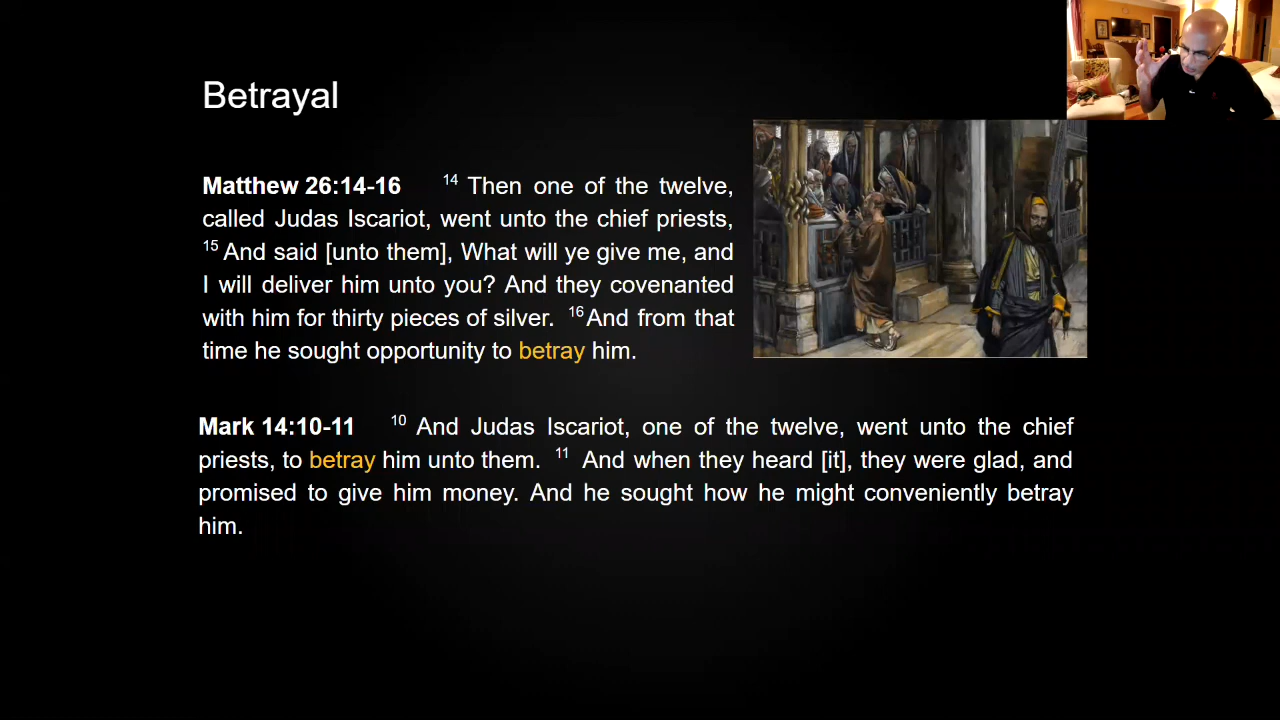 Betrayal
Matthew 26:14-16 14 Then one of the twelve,
called Judas Iscariot, went unto the chief priests,
15 And said [unto them], What will ye give me, and
I will deliver him unto you? And they covenanted
with him for thirty pieces of silver. 16 And from that
time he sought opportunity to betray him.
Mark 14:10-11 10 And Judas Iscariot, one of the twelve, went unto the chief
priests, to betray him unto them. 11 And when they heard [it], they were glad, and
promised to give him money. And he sought how he might conveniently betray
him.